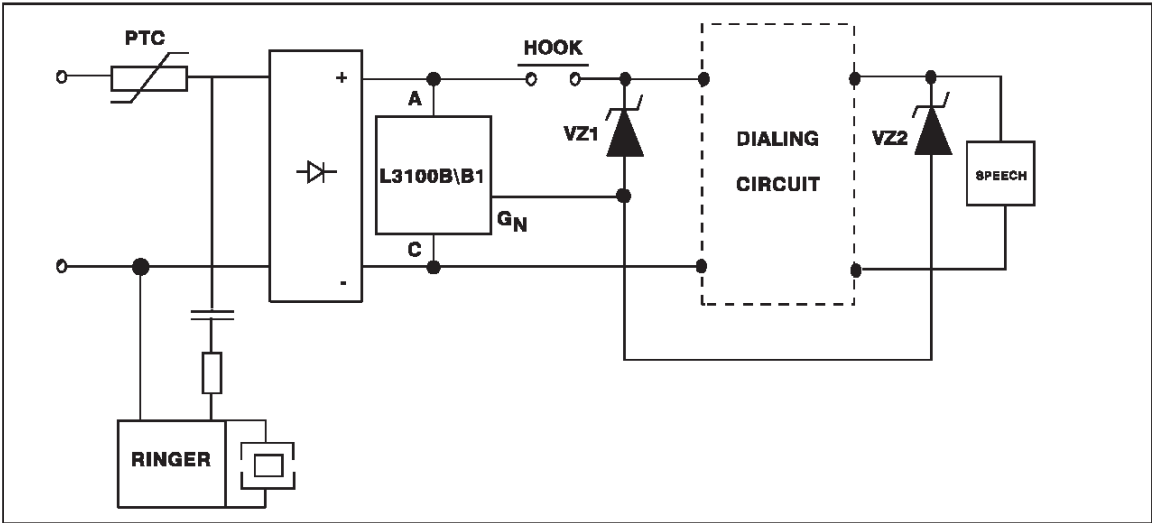 PTC
HOOK
+
A
VZ1
DIALING
CIRCUIT
VZ2
L3100B\B1
SPEECH
GN
C
-
RINGER